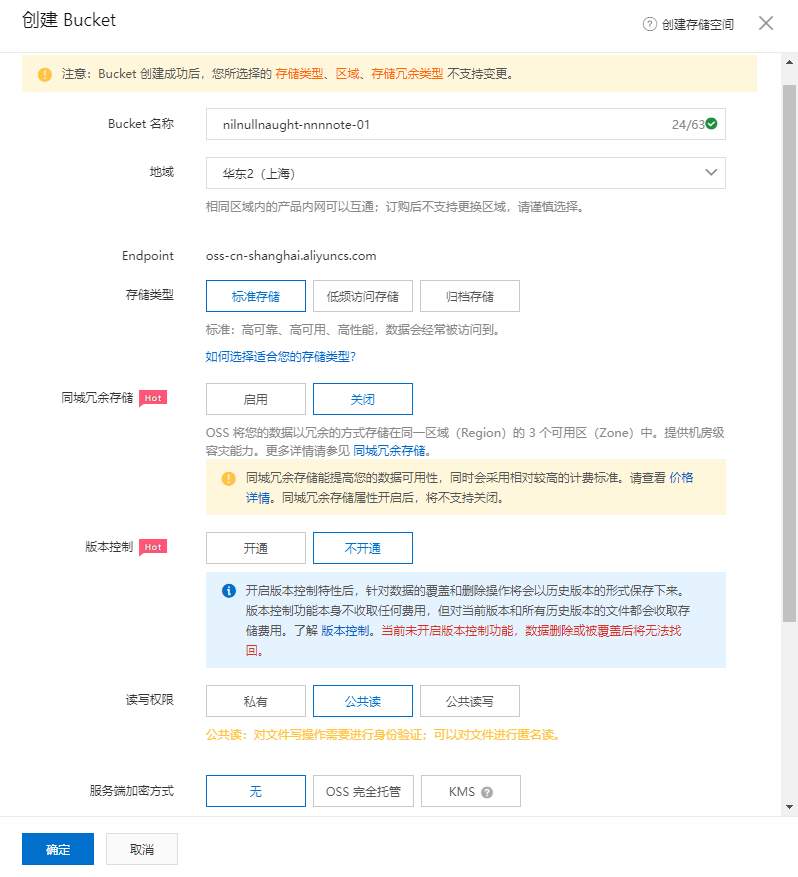 创建 Bucket
创建存储空间
注意：Bucket 创建成功后，您所选择的 存储类型、区域、存储冗余类型 不支持变更。
Bucket 名称
nilnullnaught-nnnnote-01
24/63
地域
华东2（上海）
相同区域内的产品内网可以互通；订购后不支持更换区域，请谨慎选择。
Endpoint
oss-cn-shanghai.aliyuncs.com
存储类型
标准存储
低频访问存储
归档存储
标准：高可靠、高可用、高性能，数据会经常被访问到。
如何选择适合您的存储类型？
同城冗余存储 Hot
启用
关闭
OSS 将您的数据以冗余的方式存储在同一区域（Region）的 3 个可用区（Zone）中。提供机房级
容灾能力。更多详情请参见 同城冗余存储。
同城冗余存储能提高您的数据可用性，同时会采用相对较高的计费标准。请查看 价格
详情。同城冗余存储属性开启后，将不支持关闭。
版本控制 Hot
开通
不开通
开启版本控制特性后，针对数据的覆盖和删除操作将会以历史版本的形式保存下来。
版本控制功能本身不收取任何费用，但对当前版本和所有历史版本的文件都会收取存
储费用。了解 版本控制。当前未开启版本控制功能，数据删除或被覆盖后将无法找
回。
读写权限
私有
公共读
公共读写
公共读：对文件写操作需要进行身份验证；可以对文件进行匿名读。
服务端加密方式
无
OSS 完全托管
KMS
确定
取消